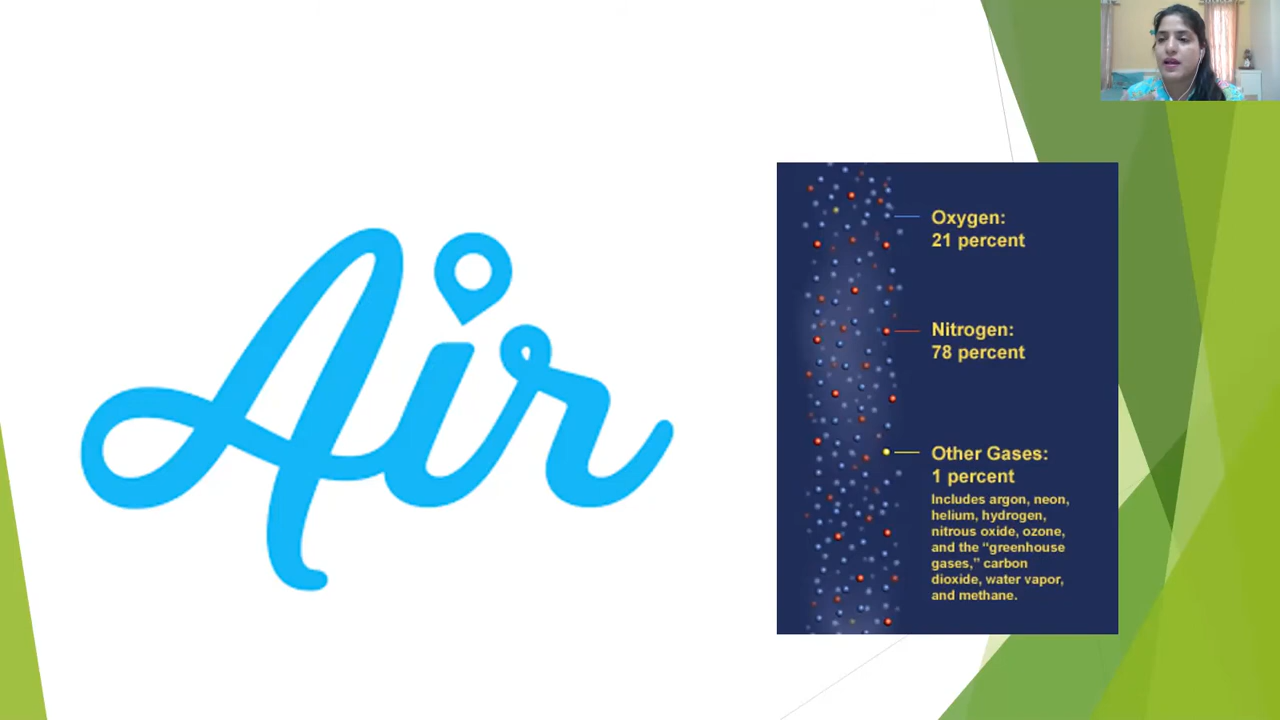 Air
Oxygen:
21 percent
Nitrogen:
78 percent
Other Gases:
1 percent
Includes argon, neon,
helium, hydrogen,
nitrous oxide, ozone,
and the “greenhouse
gases,” carbon
dioxide, water vapor,
and methane.